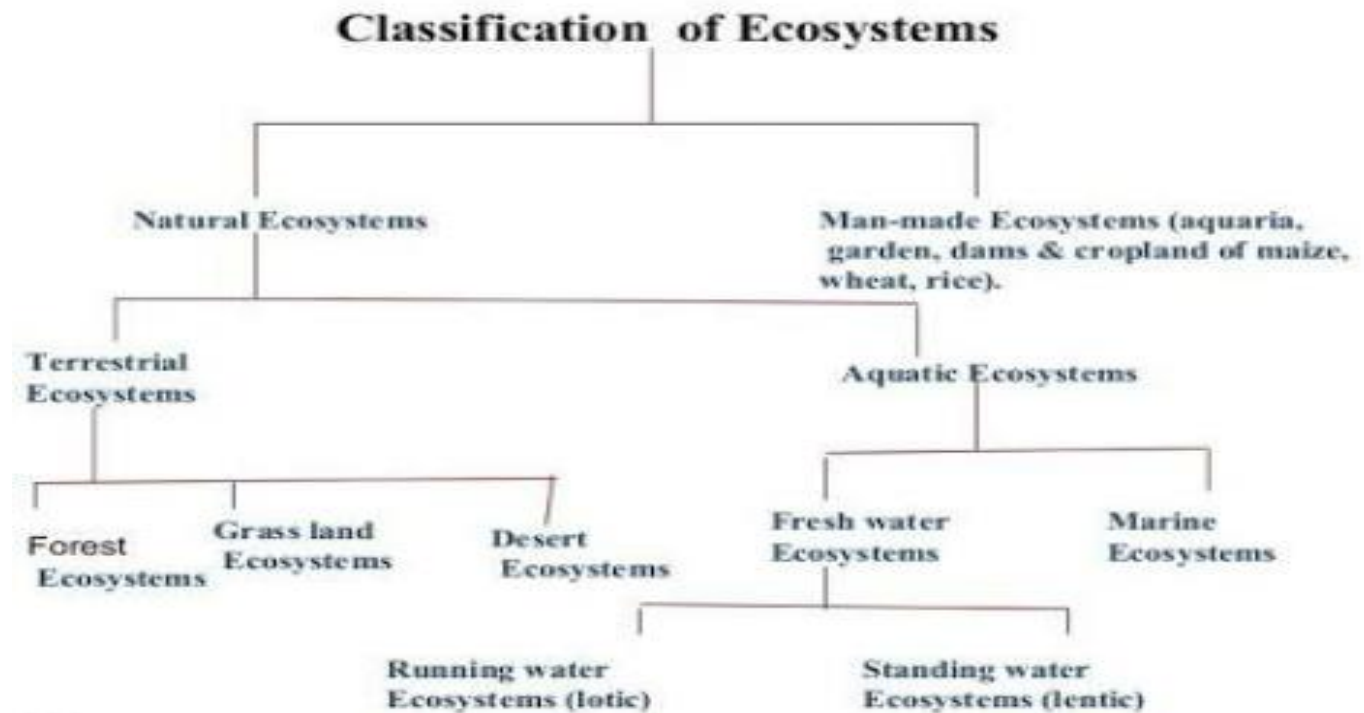 Classification of Ecosystems
Natural Ecosystems
Man-made Ecosystems (aquaria,
garden, dams & cropland of maize,
wheat, rice).
Terrestrial
Ecosystems
Aquatic Ecosystems
Forest
Ecosystems
Grass land
Ecosystems
Desert
Ecosystems
Fresh water
Ecosystems
Marine
Ecosystems
Running water
Ecosystems (lotic)
Standing water
Ecosystems (lentic)